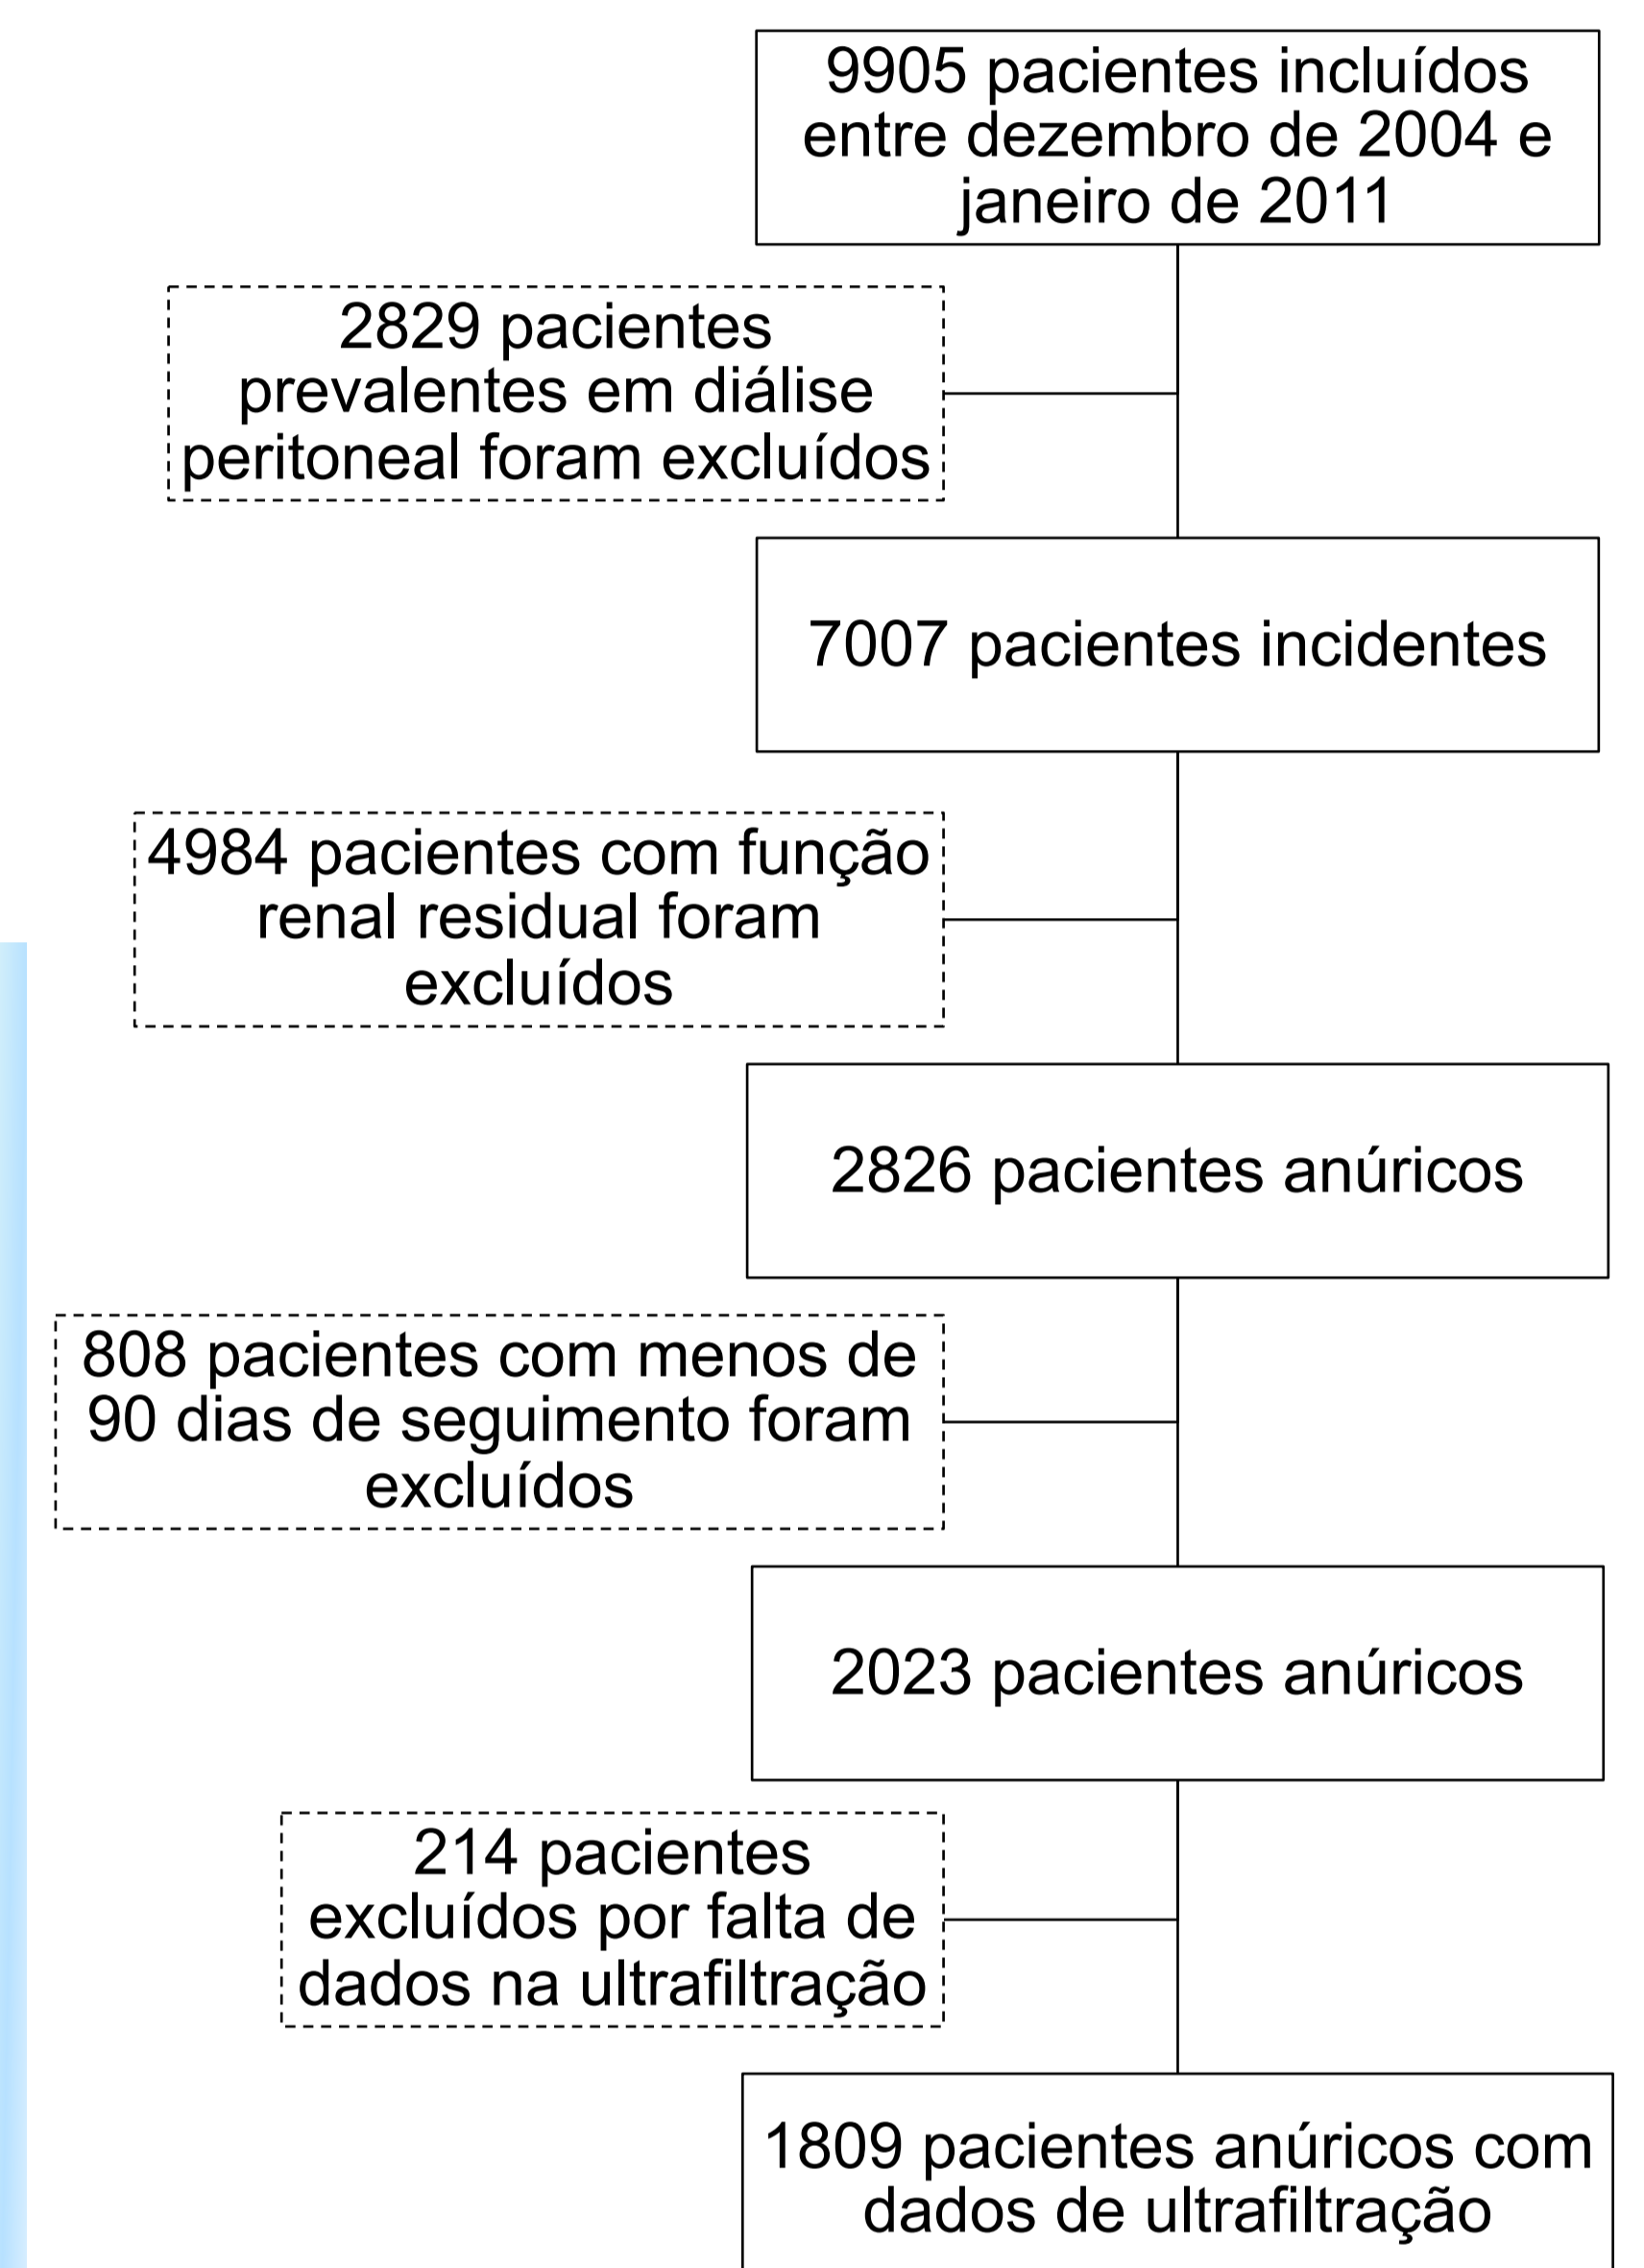 9905 pacientes incluídos
entre dezembro de 2004 e
janeiro de 2011
2829 pacientes
prevalentes em diálise
peritoneal foram excluídos
7007 pacientes incidentes
4984 pacientes com função
renal residual foram
excluídos
2826 pacientes anúricos
808 pacientes com menos de
90 dias de seguimento foram
excluídos
2023 pacientes anúricos
214 pacientes
excluídos por falta de
dados na ultrafiltração
1809 pacientes anúricos com
dados de ultrafiltração